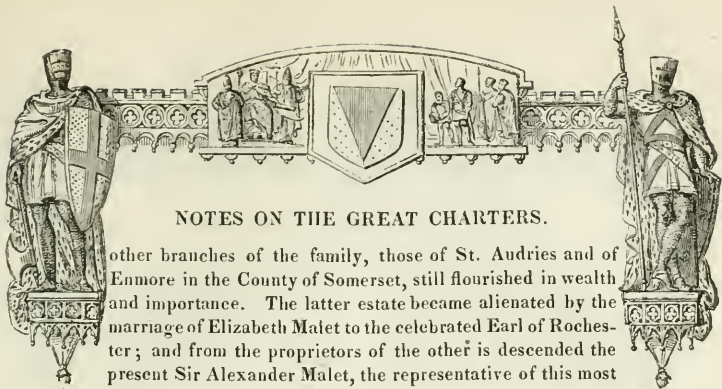 NOTES ON THE GREAT CHARTERS.
other branches of the family, those of St. Audries and of
Enmore in the County of Somerset, still flourished in wealth
and importance. The latter estate became alienated by the
marriage of Elizabeth Malet to the celebrated Earl of Roches-
ter; and from the proprietors of the other is descended the
present Sir Alexander Malet, the representative of this most